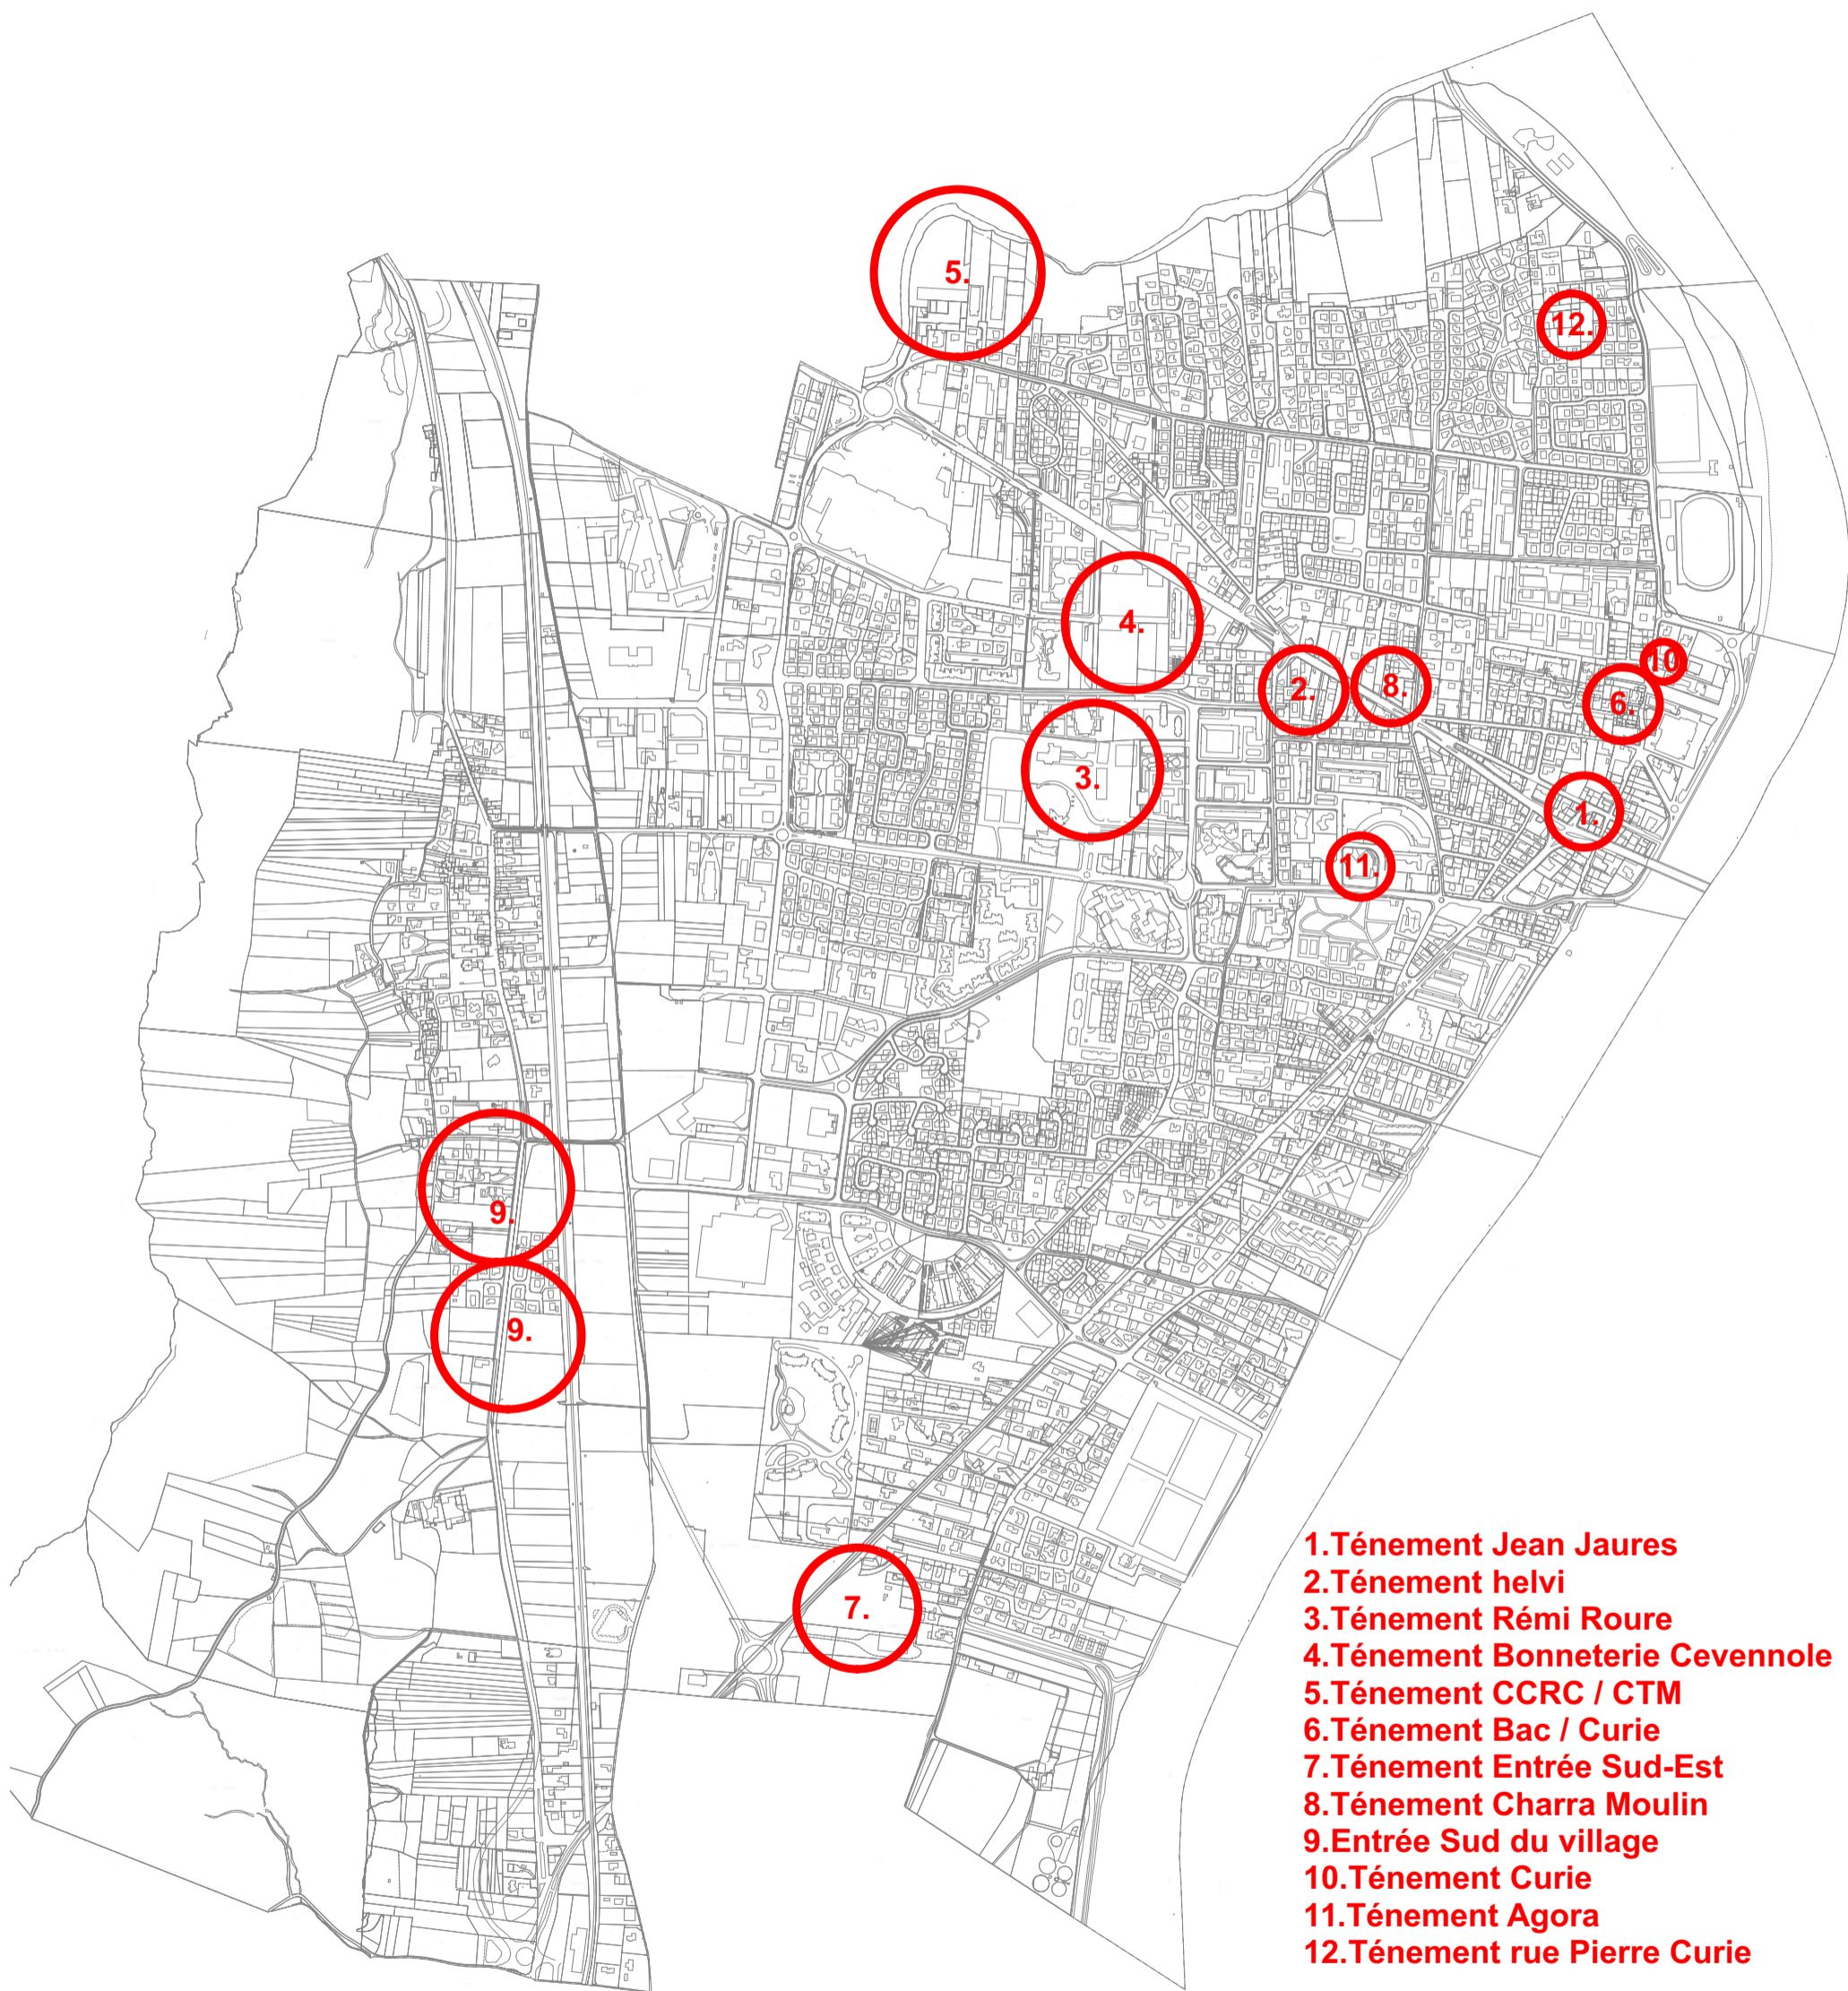 5.
12.
4.
10
2.
8.
6.
3.
1.
11.
9.
9.
7.
1.Ténement Jean Jaures
2.Ténement helvi
3.Ténement Rémi Roure
4.Ténement Bonneterie Cevennole
5.Ténement CCRC / CTM
6.Ténement Bac / Curie
7.Ténement Entrée Sud-Est
8.Ténement Charra Moulin
9.Entrée Sud du village
10.Ténement Curie
11.Ténement Agora
12.Ténement rue Pierre Curie